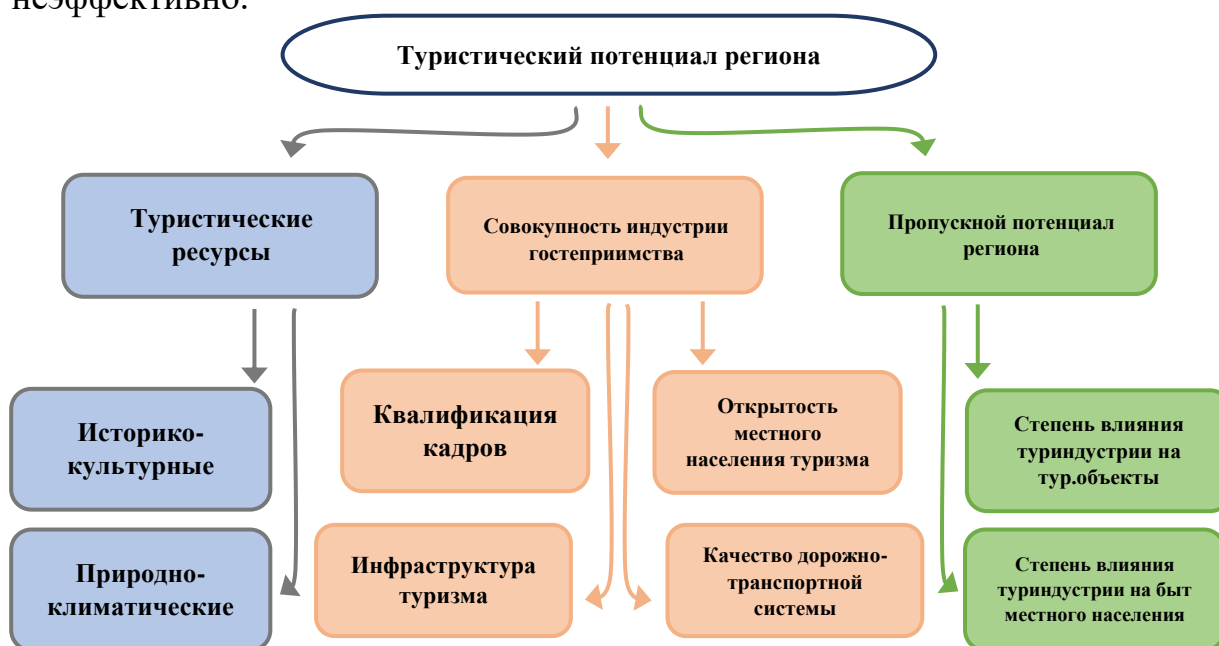 неэффективно.
Туристический потенциал региона
Туристические
ресурсы
Совокупность индустрии
гостеприимства
Пропускной потенциал
региона
Историко-
культурные
Квалификация
кадров
Открытость
местного
населения туризма
Степень влияния
туриндустрии на
тур.объекты
Природно-
климатические
Инфраструктура
туризма
Качество дорожно-
транспортной
системы
Степень влияния
туриндустрии на быт
местного населения